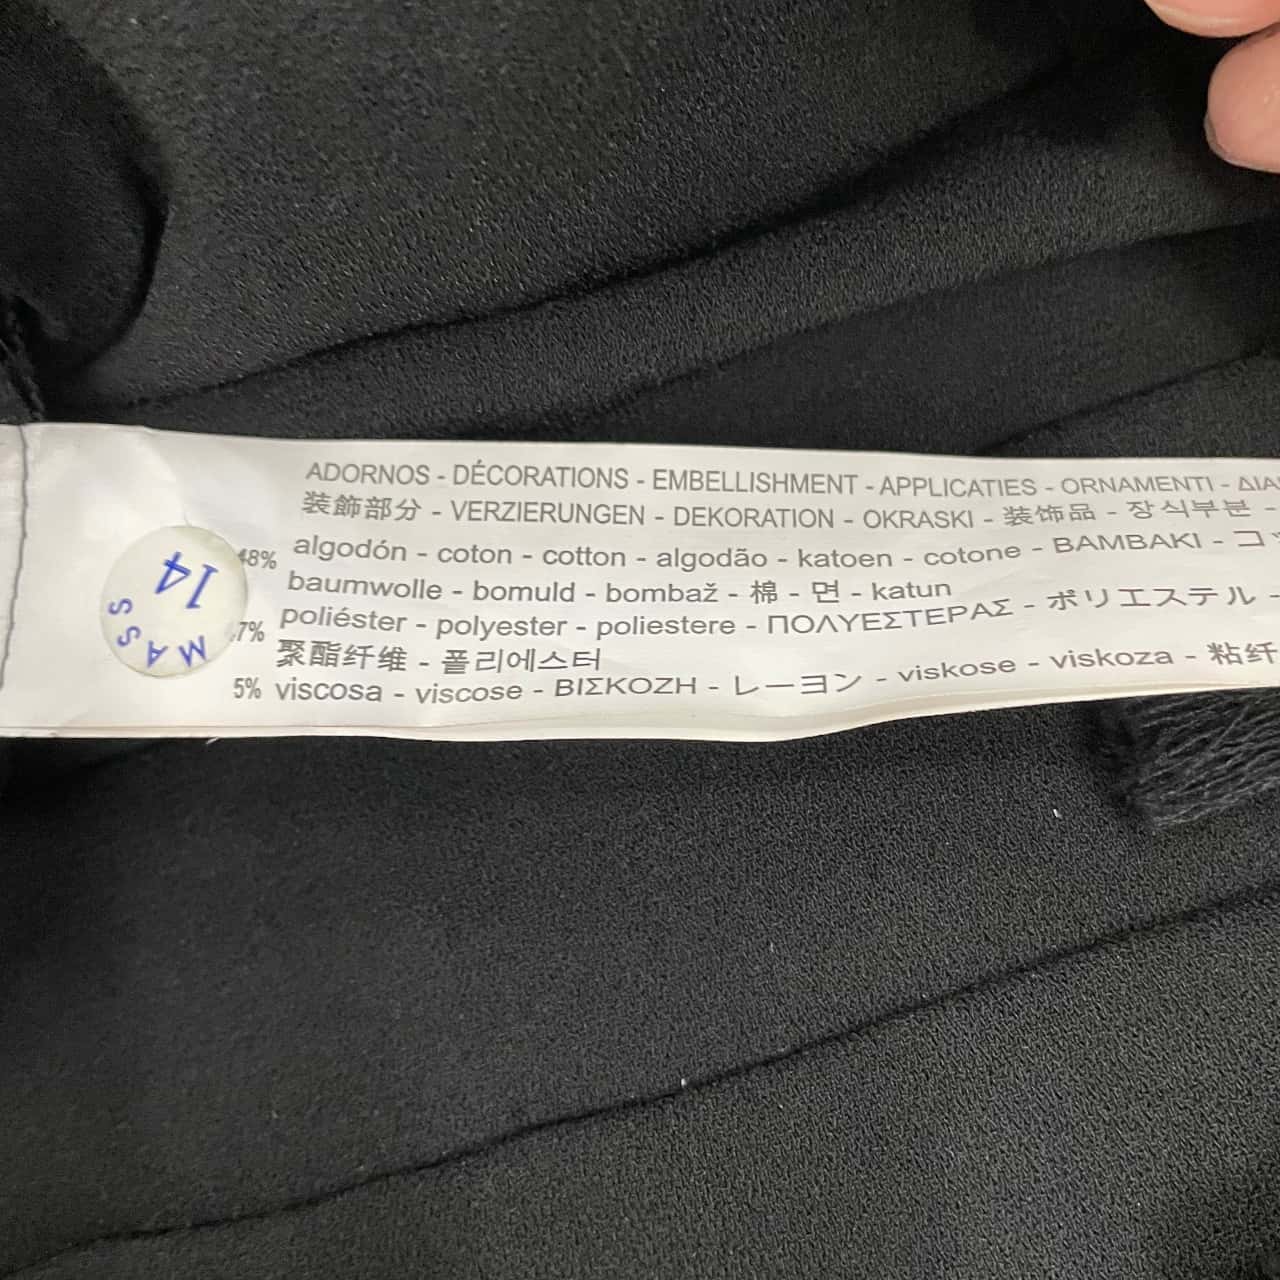 ADORNOS - DÉCORATIONS - EMBELLISHMENT - APPLICATIES - ORNAMENTI -
装飾部分 - VERZIERUNGEN - DEKORATION - OKRASKI - 装饰品 - 장식부분 -
48% algodón - coton - cotton - algodão - katoen - cotone - BAMBAKI -
baumwolle - bomuld - bombaž - 棉 - 면 - katun
7% poliéster - polyester - poliestere - ΠΟΛΥΕΣΤΕΡΑΣ - ポリエステル -
聚酯纤维 - 폴리에스터
5% viscosa - viscose - ΒΙΣΚΟΖΗ - レーヨン - viskose - viskoza -
14
MASS